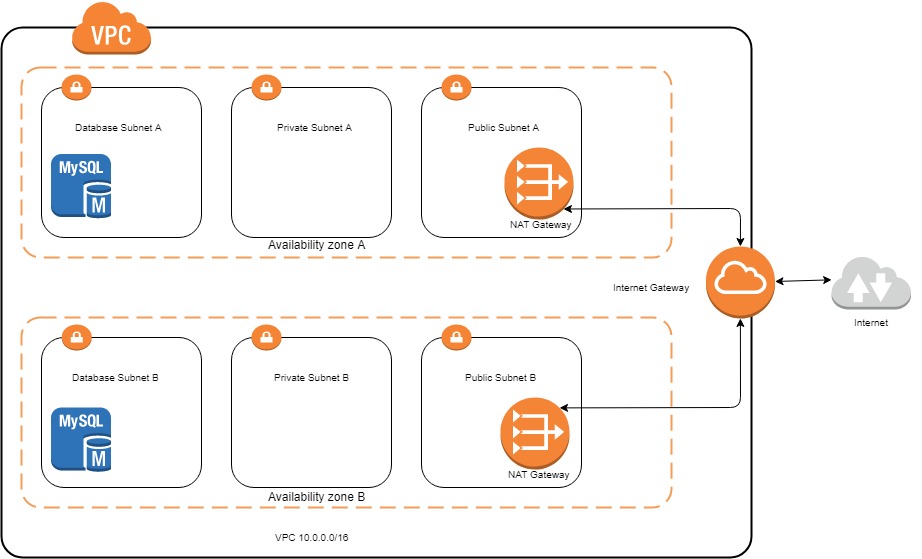 VPC
Database Subnet A
Private Subnet A
Public Subnet A
MySQL
M
NAT Gateway
Availability zone A
Internet Gateway
Internet
Database Subnet B
Private Subnet B
Public Subnet B
MySQL
M
NAT Gateway
Availability zone B
VPC 10.0.0.0/16